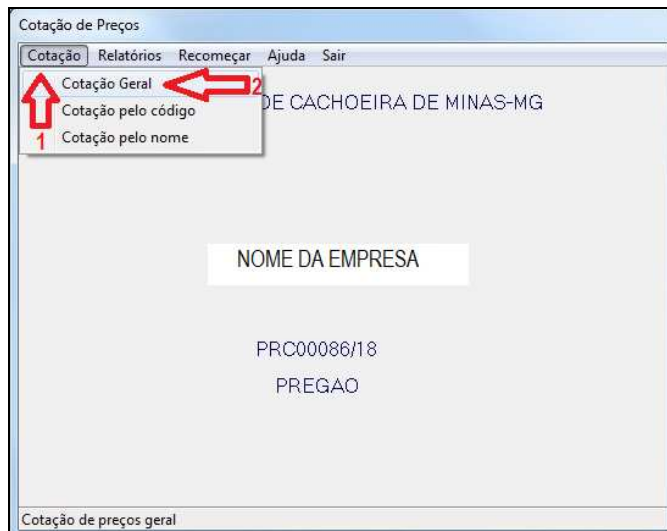 Cotação de Preços
Cotação Relatórios Recomeçar Ajuda Sair
Cotação Geral 2
DE CACHOEIRA DE MINAS-MG
Cotação pelo código
1 Cotação pelo nome
NOME DA EMPRESA
PRC00086/18
PREGAO
Cotação de preços geral